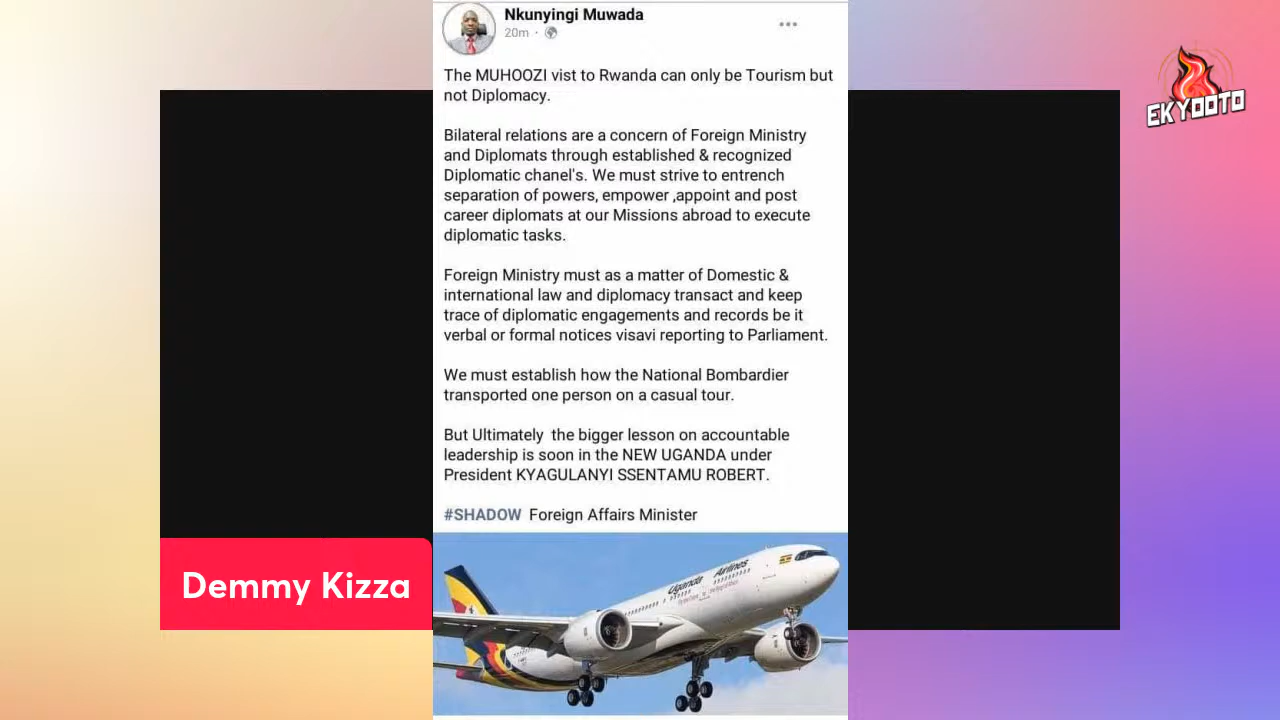 Nkunyingi Muwada
20m
The MUHOOZI vist to Rwanda can only be Tourism but
not Diplomacy.
Bilateral relations are a concern of Foreign Ministry
and Diplomats through established & recognized
Diplomatic chanel's. We must strive to entrench
separation of powers, empower ,appoint and post
career diplomats at our Missions abroad to execute
diplomatic tasks.
Foreign Ministry must as a matter of Domestic &
international law and diplomacy transact and keep
trace of diplomatic engagements and records be it
verbal or formal notices visavi reporting to Parliament.
We must establish how the National Bombardier
transported one person on a casual tour.
But Ultimately the bigger lesson on accountable
leadership is soon in the NEW UGANDA under
President KYAGULANYI SSENTAMU ROBERT.
#SHADOW Foreign Affairs Minister
Uganda Airlines
Demmy Kizza
EKYOOTO